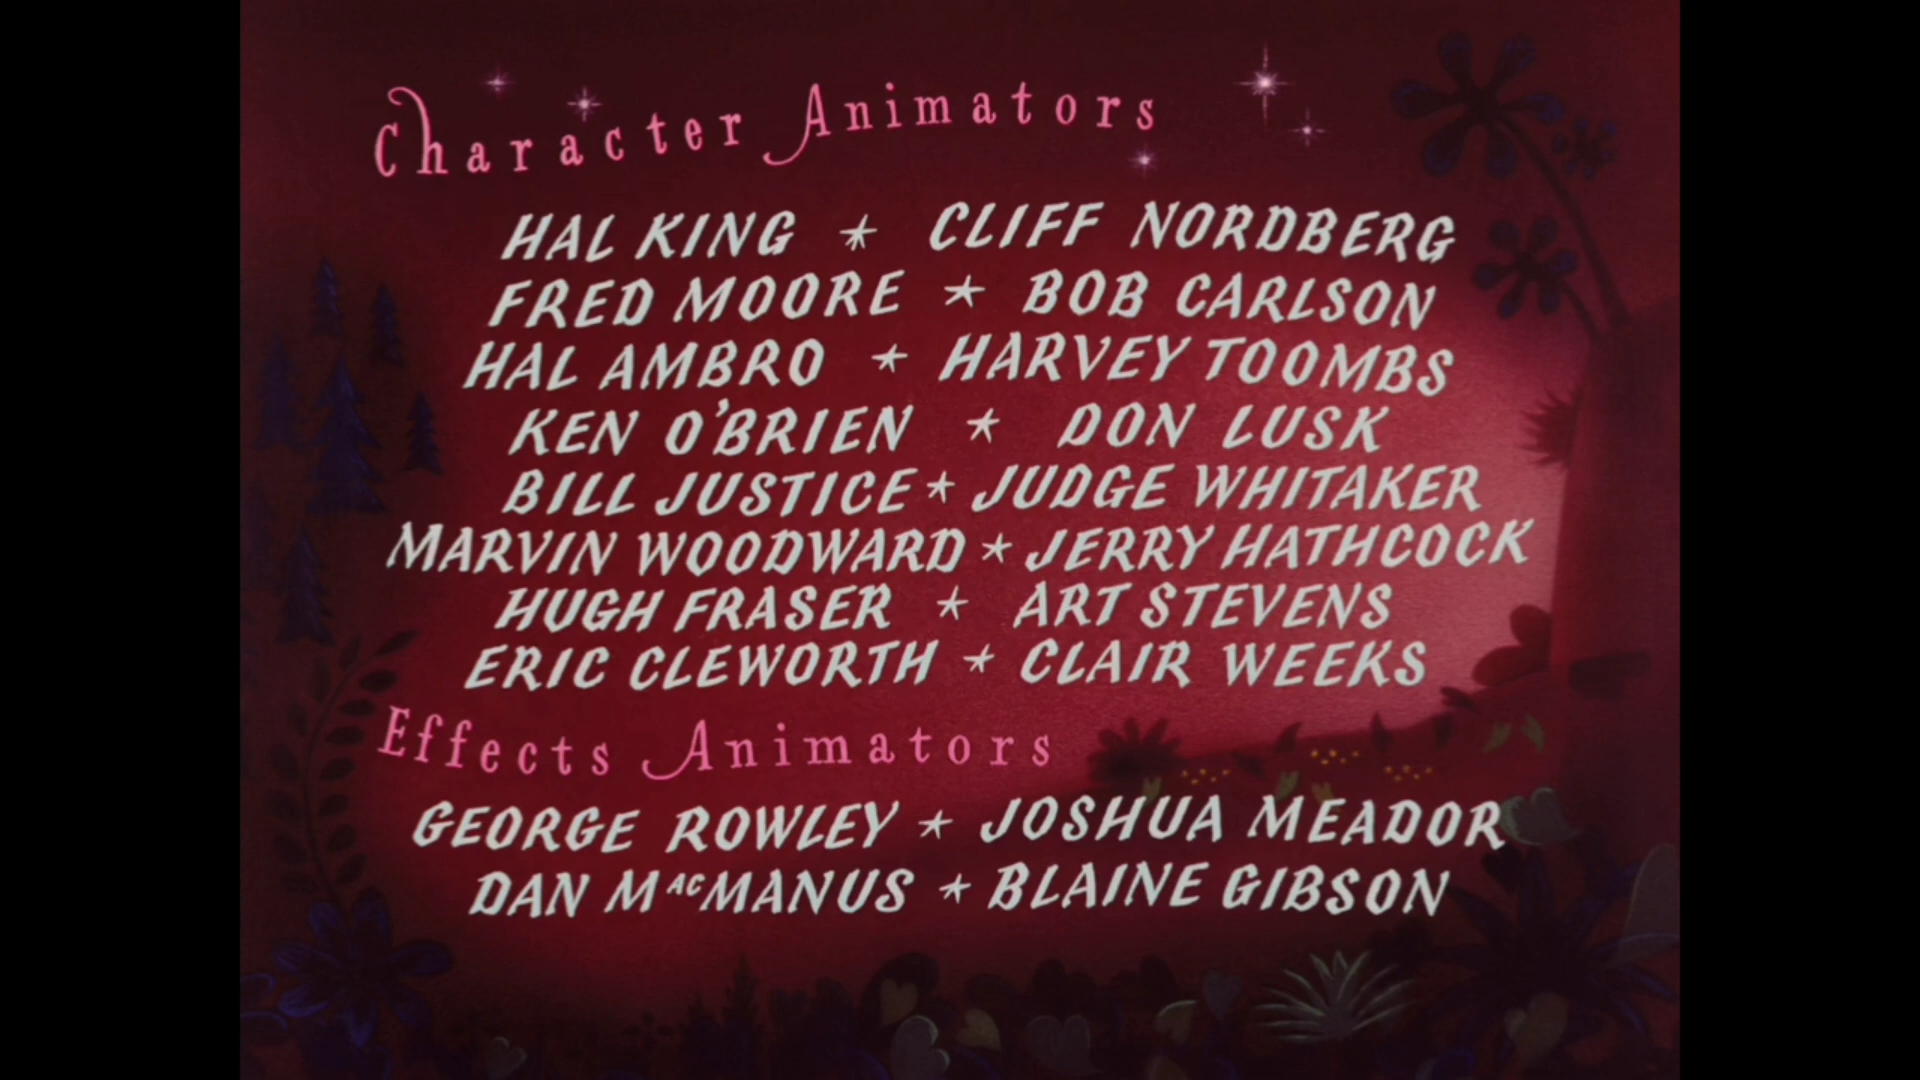 Character Animators
HAL KING * CLIFF NORDBERG
FRED MOORE * BOB CARLSON
HAL AMBRO * HARVEY TOOMBS
KEN O'BRIEN * DON LUSK
BILL JUSTICE * JUDGE WHITAKER
MARVIN WOODWARD * JERRY HATHCOCK
HUGH FRASER * ART STEVENS
ERIC CLEWORTH * CLAIR WEEKS
Effects Animators
GEORGE ROWLEY * JOSHUA MEADOR
DAN MACMANUS * BLAINE GIBSON